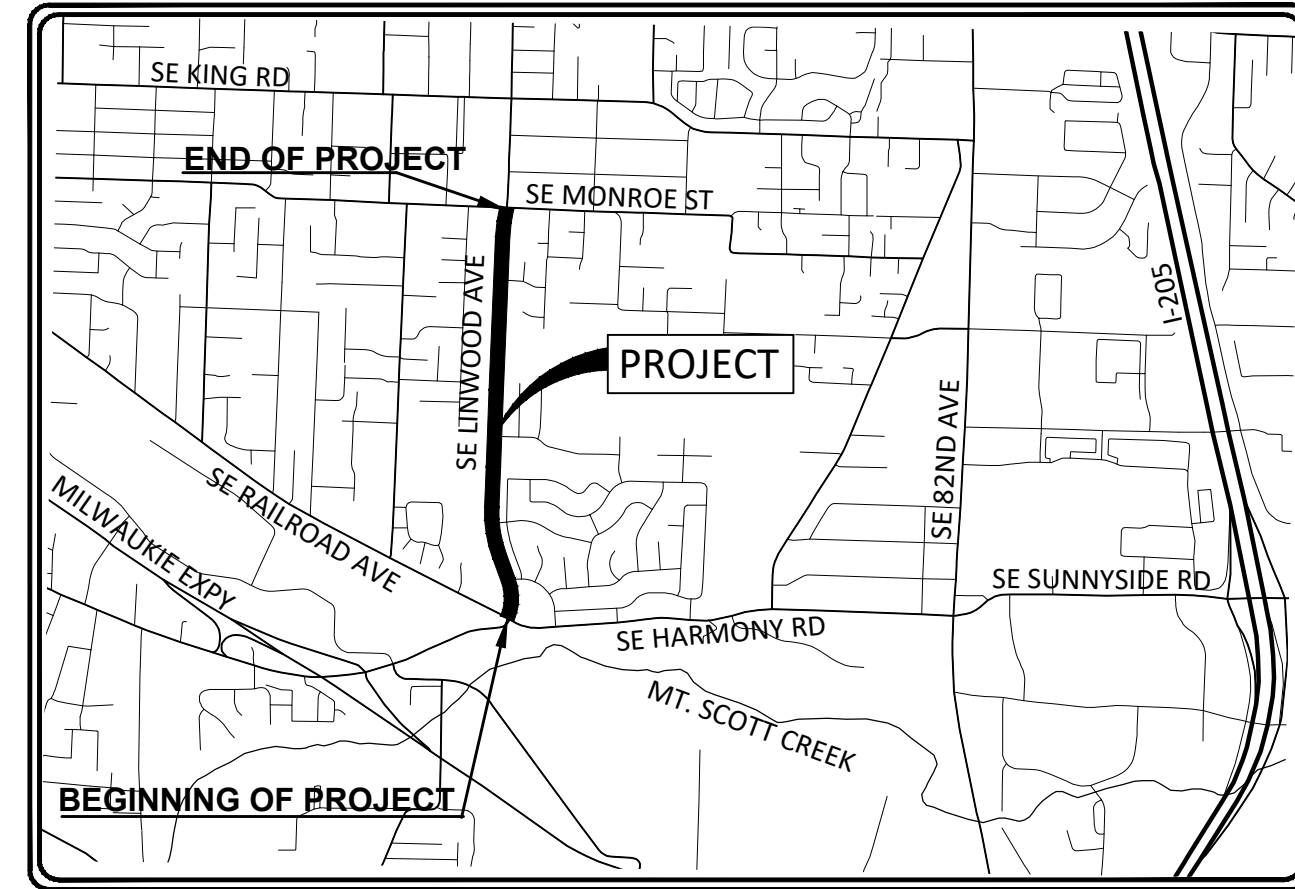 SE KING RD
END OF PROJECT
SE MONROE ST
SE LINWOOD AVE
I-205
PROJECT
SE 82ND AVE
SE RAILROAD AVE
MILWAUKIE EXPY
SE SUNNYSIDE RD
SE HARMONY RD
MT. SCOTT CREEK
BEGINNING OF PROJECT